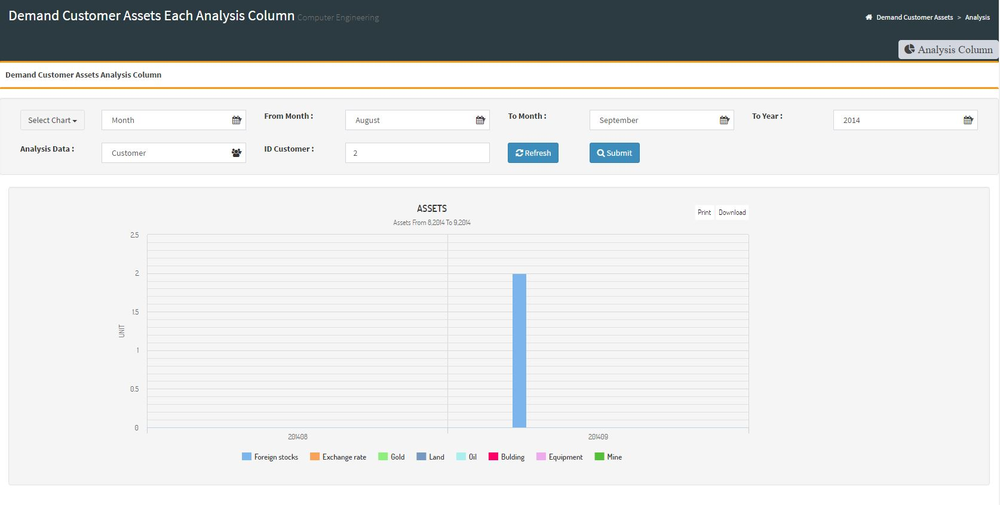 Demand Customer Assets Each Analysis Column Computer Engineering
Demand Customer Assets > Analysis
Analysis Column
Demand Customer Assets Analysis Column
Select Chart Month From Month : August To Month : September To Year : 2014
Analysis Data : Customer ID Customer : 2 Refresh Submit
ASSETS
Print Download
Assets From 8,2014 To 9,2014
2.5
2
1.5
UNIT
1
0.5
0
201408 201409
Foreign stocks Exchange rate Gold Land Oil Bulding Equipment Mine